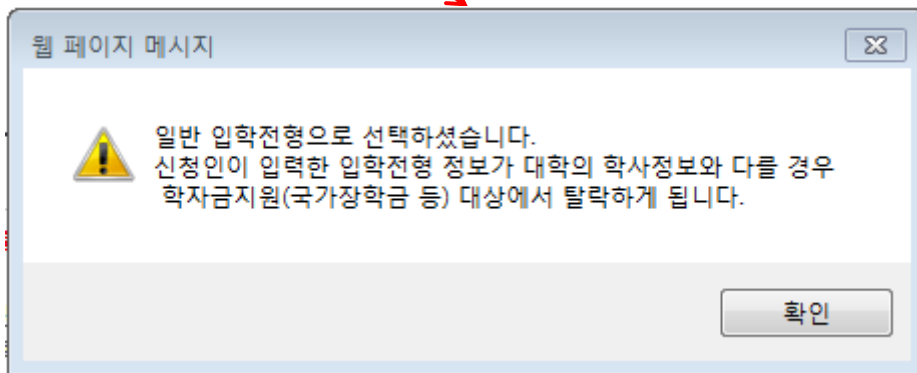 웹 페이지 메시지
일반 입학전형으로 선택하셨습니다.
신청인이 입력한 입학전형 정보가 대학의 학사정보와 다를 경우
학자금지원(국가장학금 등) 대상에서 탈락하게 됩니다.
확인